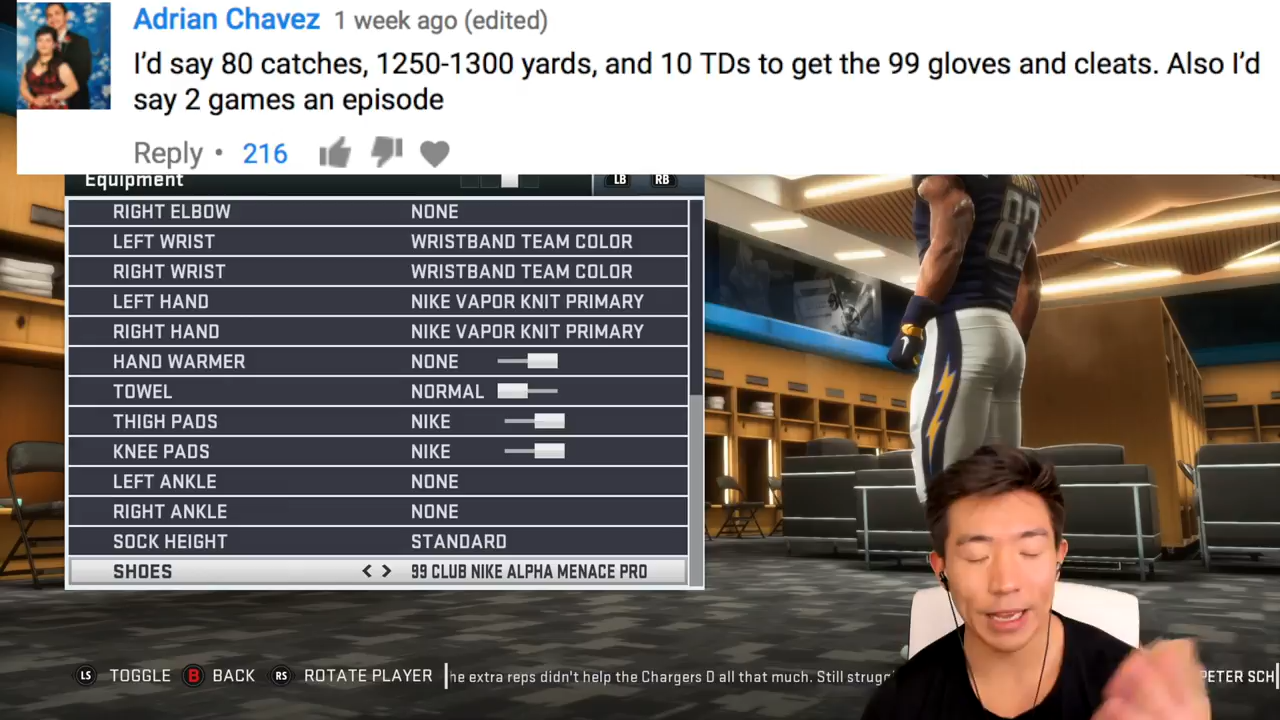 Adrian Chavez 1 week ago (edited)
I'd say 80 catches, 1250-1300 yards, and 10 TDs to get the 99 gloves and cleats. Also I'd
say 2 games an episode
Reply • 216
Equipment LB RB
RIGHT ELBOW NONE
LEFT WRIST WRISTBAND TEAM COLOR
RIGHT WRIST WRISTBAND TEAM COLOR
LEFT HAND NIKE VAPOR KNIT PRIMARY
RIGHT HAND NIKE VAPOR KNIT PRIMARY
HAND WARMER NONE
TOWEL NORMAL
THIGH PADS NIKE
KNEE PADS NIKE
LEFT ANKLE NONE
RIGHT ANKLE NONE
SOCK HEIGHT STANDARD
SHOES < > 99 CLUB NIKE ALPHA MENACE PRO
83
LS TOGGLE B BACK RS ROTATE PLAYER he extra reps didn't help the Chargers D all that much. Still strugg PETER SCH